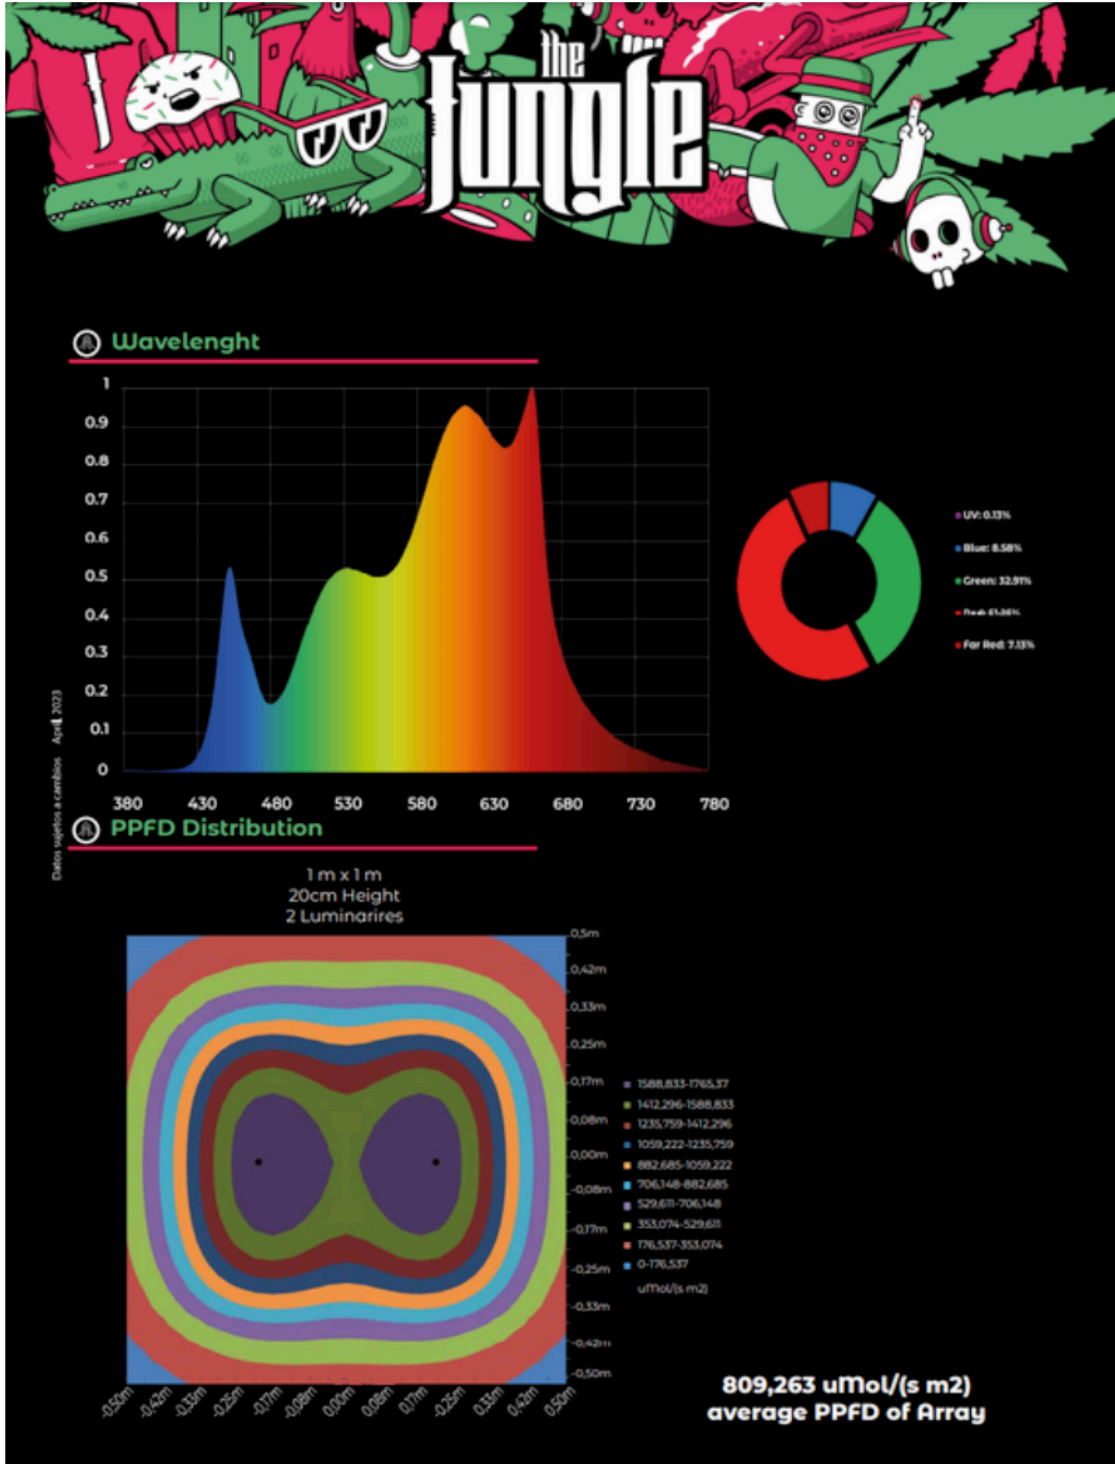 the
Jungle
Wavelenght
1
0.9
0.8
0.7
0.6
0.5
0.4
0.3
0.2
0.1
0
380 430 480 530 580 630 680 730 780
UV: 0.13%
Blue: 8.58%
Green: 32.91%
Far Red: 7.13%
Datos sujetos a cambios April, 2023
PPFD Distribution
1 m x 1 m
20cm Height
2 Luminarires
0,5m
0,42m
0,33m
0,25m
0,17m
0,08m
0,00m
-0,08m
-0,17m
-0,25m
-0,33m
-0,42m
-0,50m
-0,50m -0,42m -0,33m -0,25m -0,17m -0,08m 0,00m 0,08m 0,17m -0,25m 0,33m 0,42m 0,50m
1588,833-1765,37
1412,296-1588,833
1235,759-1412,296
1059,222-1235,759
882,685-1059,222
706,148-882,685
529,611-706,148
353,074-529,611
176,537-353,074
0-176,537
uMol/(s m2)
809,263 uMol/(s m2)
average PPFD of Array